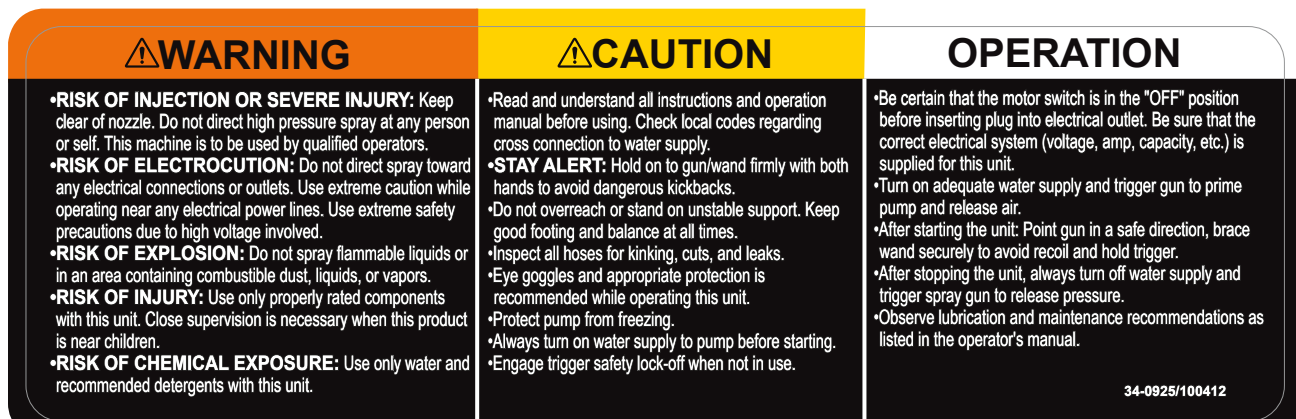 ⚠WARNING
•RISK OF INJECTION OR SEVERE INJURY: Keep
clear of nozzle. Do not direct high pressure spray at any person
or self. This machine is to be used by qualified operators.
•RISK OF ELECTROCUTION: Do not direct spray toward
any electrical connections or outlets. Use extreme caution while
operating near any electrical power lines. Use extreme safety
precautions due to high voltage involved.
•RISK OF EXPLOSION: Do not spray flammable liquids or
in an area containing combustible dust, liquids, or vapors.
•RISK OF INJURY: Use only properly rated components
with this unit. Close supervision is necessary when this product
is near children.
•RISK OF CHEMICAL EXPOSURE: Use only water and
recommended detergents with this unit.
⚠CAUTION
•Read and understand all instructions and operation
manual before using. Check local codes regarding
cross connection to water supply.
•STAY ALERT: Hold on to gun/wand firmly with both
hands to avoid dangerous kickbacks.
•Do not overreach or stand on unstable support. Keep
good footing and balance at all times.
•Inspect all hoses for kinking, cuts, and leaks.
•Eye goggles and appropriate protection is
recommended while operating this unit.
•Protect pump from freezing.
•Always turn on water supply to pump before starting.
•Engage trigger safety lock-off when not in use.
OPERATION
•Be certain that the motor switch is in the "OFF" position
before inserting plug into electrical outlet. Be sure that the
correct electrical system (voltage, amp, capacity, etc.) is
supplied for this unit.
•Turn on adequate water supply and trigger gun to prime
pump and release air.
•After starting the unit: Point gun in a safe direction, brace
wand securely to avoid recoil and hold trigger.
•After stopping the unit, always turn off water supply and
trigger spray gun to release pressure.
•Observe lubrication and maintenance recommendations as
listed in the operator's manual.
34-0925/100412